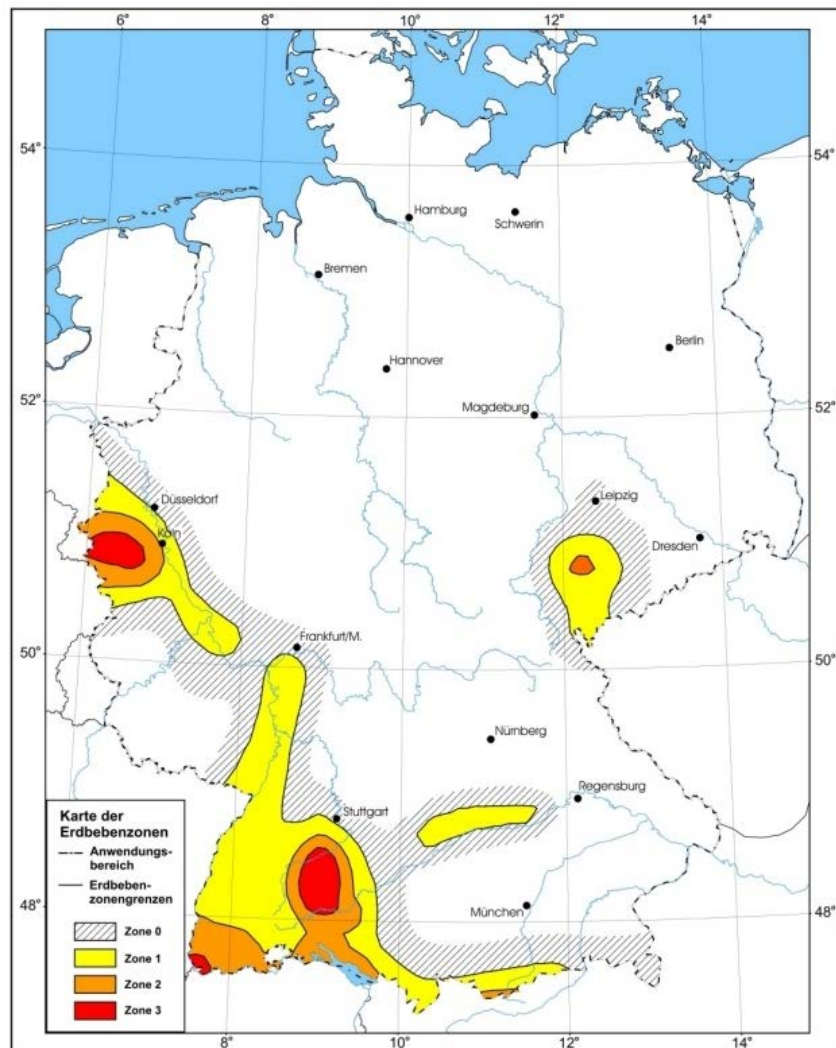 6°
8°
10°
12°
14°
54°
54°
Hamburg
Schwerin
Bremen
Berlin
Hannover
52°
52°
Magdeburg
Düsseldorf
Leipzig
Köln
Dresden
Frankfurt/M.
50°
50°
Nürnberg
Regensburg
Stuttgart
Karte der
Erdbebenzonen
Anwendungs-
bereich
Erdbeben-
zonengrenzen
48°
48°
München
Zone 0
Zone 1
Zone 2
Zone 3
8°
10°
12°
14°